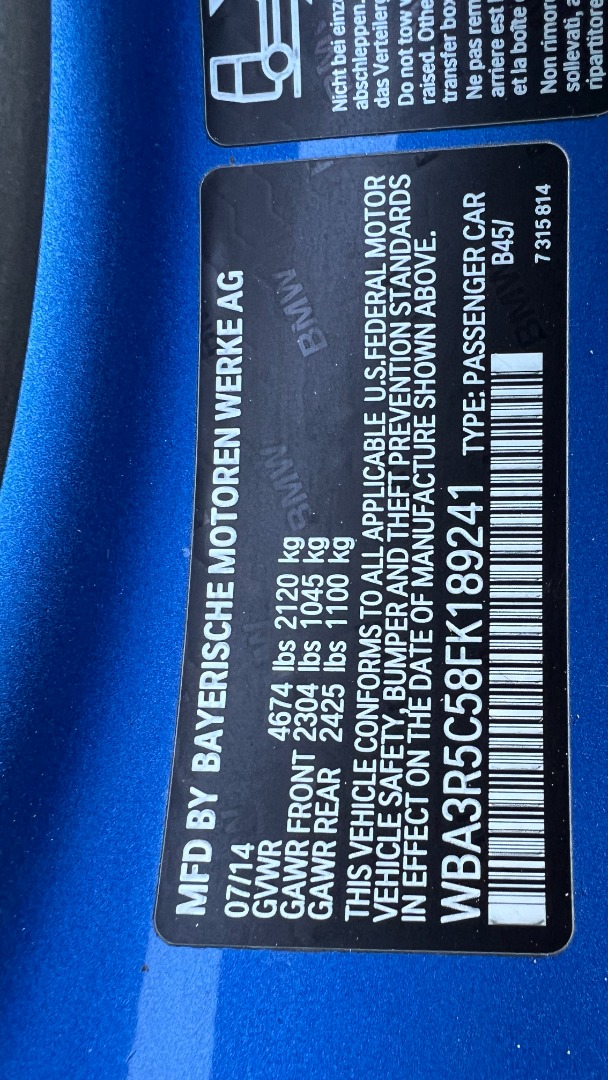 Nicht bei
abschleppen.
das Verteilerg
Do not tow v
raised. Othe
transfer box
Ne pas rem
arrière est
et la boîte
Non rimor
sollevati, a
ripartitore
MFD BY BAYERISCHE MOTOREN WERKE AG
07/14
GVWR 4674 lbs 2120 kg
GAWR FRONT 2304 lbs 1045 kg
GAWR REAR 2425 lbs 1100 kg
THIS VEHICLE CONFORMS TO ALL APPLICABLE U.S.FEDERAL MOTOR
VEHICLE SAFETY, BUMPER AND THEFT PREVENTION STANDARDS
IN EFFECT ON THE DATE OF MANUFACTURE SHOWN ABOVE.
WBA3R5C58FK189241 TYPE: PASSENGER CAR
B45/
7 315 814
BMW
BMW
BMW